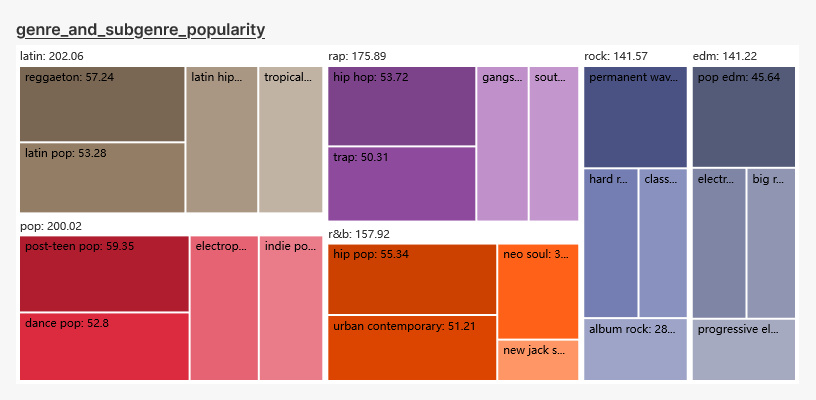 genre_and_subgenre_popularity
latin: 202.06
reggaeton: 57.24
latin hip...
tropical...
latin pop: 53.28
pop: 200.02
post-teen pop: 59.35
electrop...
indie po...
dance pop: 52.8
rap: 175.89
hip hop: 53.72
gangs...
sout...
trap: 50.31
r&b: 157.92
hip pop: 55.34
neo soul: 3...
urban contemporary: 51.21
new jack s...
rock: 141.57
permanent wav...
hard r...
class...
album rock: 28...
edm: 141.22
pop edm: 45.64
electr...
big r...
progressive el...